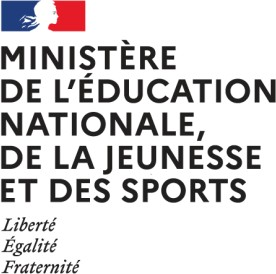 MINISTÈRE
DE L'ÉDUCATION
NATIONALE,
DE LA JEUNESSE
ET DES SPORTS
Liberté
Égalité
Fraternité